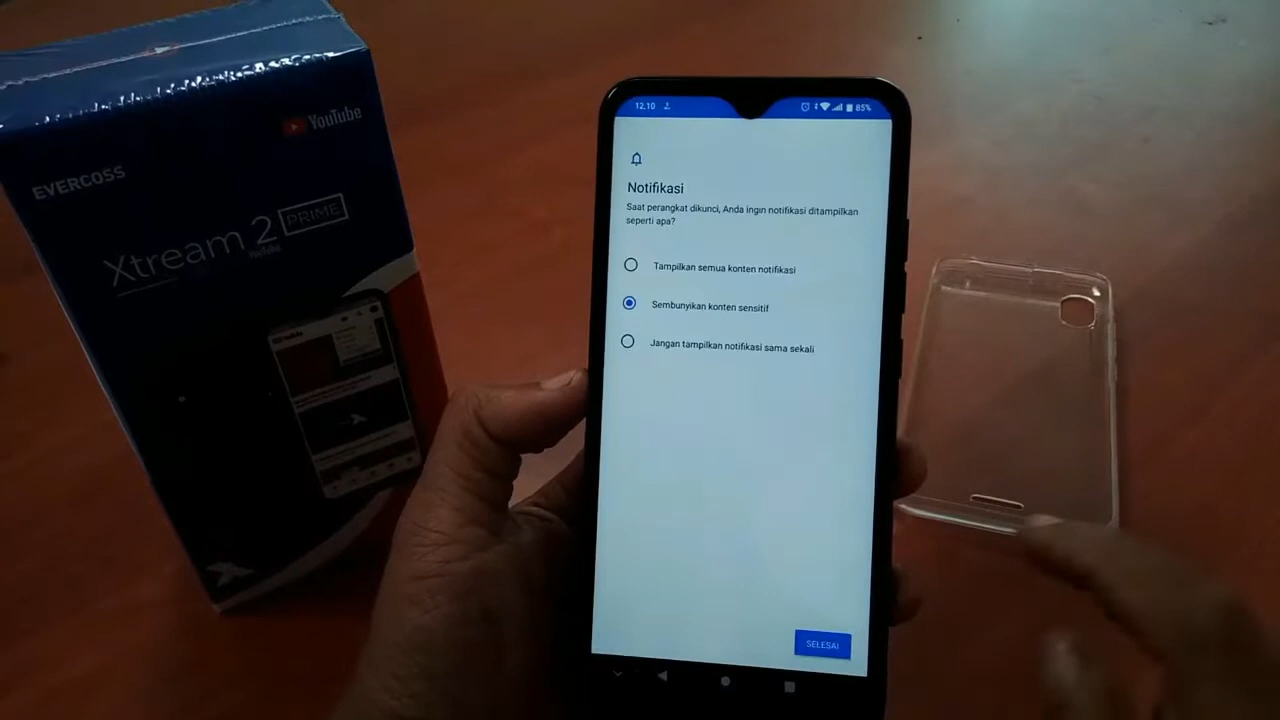 YouTube
EVERCOSS
Xtream 2 PRIME
YouTube
12.10
85%
Notifikasi
Saat perangkat dikunci, Anda ingin notifikasi ditampilkan
seperti apa?
Tampilkan semua konten notifikasi
Sembunyikan konten sensitif
Jangan tampilkan notifikasi sama sekali
SELESAI